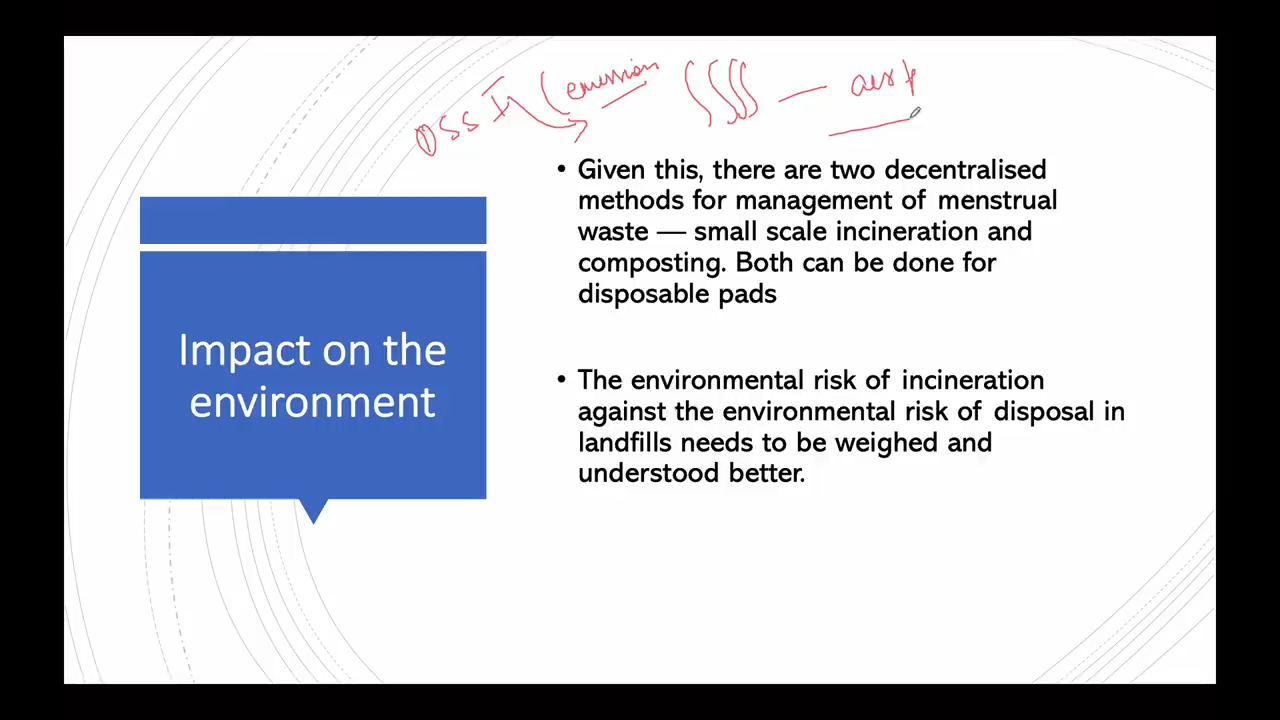 emission
Given this, there are two decentralised
methods for management of menstrual
waste — small scale incineration and
composting. Both can be done for
disposable pads
Impact on the
environment
The environmental risk of incineration
against the environmental risk of disposal in
landfills needs to be weighed and
understood better.